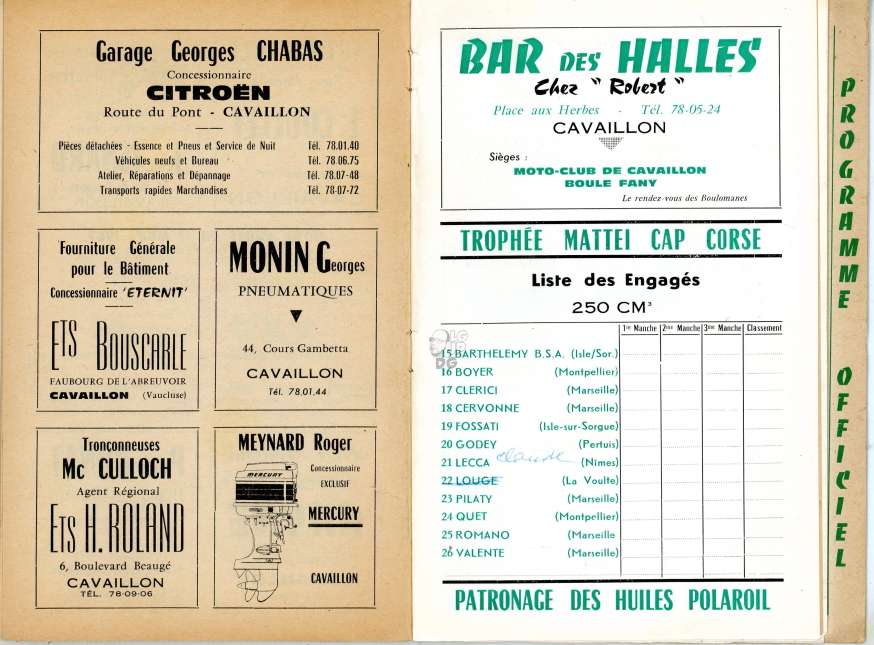 Garage Georges CHABAS
Concessionnaire
CITROËN
Route du Pont - CAVAILLON
Pièces détachées - Essence et Pneus et Service de Nuit Tél. 78.01.40
Véhiçules neufs et Bureau Tél. 78.06.75
Atelier, Réparations et Dépannage Tél. 78.07-48
Transports rapides Marchandises Tél. 78-07-72
Fourniture Générale
pour le Bâtiment
Concessionnaire 'ETERNIT'
ETS BOUSCARLE
FAUBOURG DE L'ABREUVOIR
CAVAILLON (Vaucluse)
MONIN Georges
PNEUMATIQUES
44, Cours Gambetta
CAVAILLON
Tél. 78.01.44
Tronçonneuses
Mc CULLOCH
Agent Régional
ETS H. ROLAND
6, Boulevard Beaugé
CAVAILLON
TÉL. 78-09-06
MEYNARD Roger
Concessionnaire
EXCLUSIF
MERCURY
MERCURY
CAVAILLON
BAR DES HALLES
Chez " Robert "
Place aux Herbes - Tél. 78-05-24
CAVAILLON
Sièges :
MOTO-CLUB DE CAVAILLON
BOULE FANY
Le rendez-vous des Boulomanes
TROPHÉE MATTEI CAP CORSE
Liste des Engagés
250 CM³
1re Manche 2me Manche 3me Manche Classement
15 BARTHELEMY B.S.A. (Isle/Sor.)
16 BOYER (Montpellier)
17 CLERICI (Marseille)
18 CERVONNE (Marseille)
19 FOSSATI (Isle-sur-Sorgue)
20 GODEY (Pertuis)
21 LECCA claude (Nimes)
22 LOUGE (La Voulte)
23 PILATY (Marseille)
24 QUET (Montpellier)
25 ROMANO (Marseille
26 VALENTE (Marseille)
PATRONAGE DES HUILES POLAROIL
PROGRAMME OFFICIEL